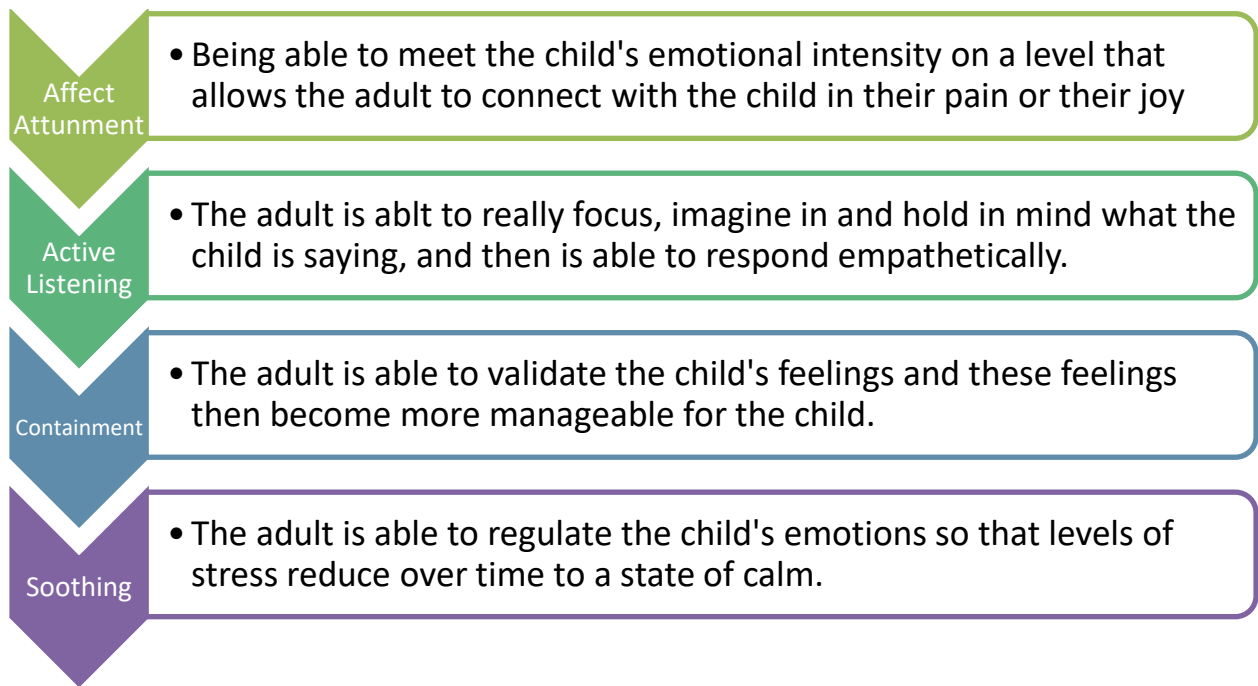 Affect
Attunment
• Being able to meet the child's emotional intensity on a level that
allows the adult to connect with the child in their pain or their joy
Active
Listening
• The adult is ablt to really focus, imagine in and hold in mind what the
child is saying, and then is able to respond empathetically.
Containment
• The adult is able to validate the child's feelings and these feelings
then become more manageable for the child.
Soothing
• The adult is able to regulate the child's emotions so that levels of
stress reduce over time to a state of calm.